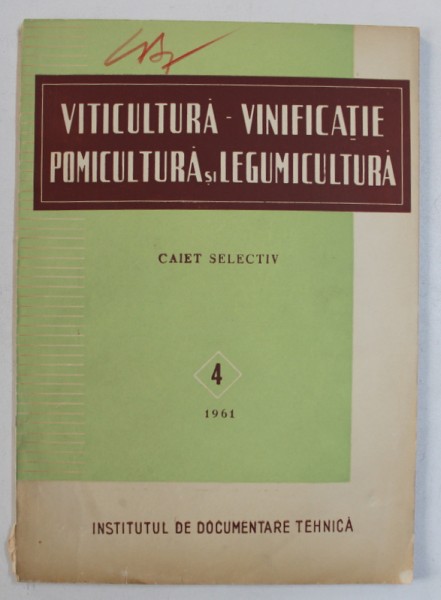 VITICULTURĂ - VINIFICAȚIE
POMICULTURĂ ȘI LEGUMICULTURĂ
CAIET SELECTIV
4
1961
INSTITUTUL DE DOCUMENTARE TEHNICĂ